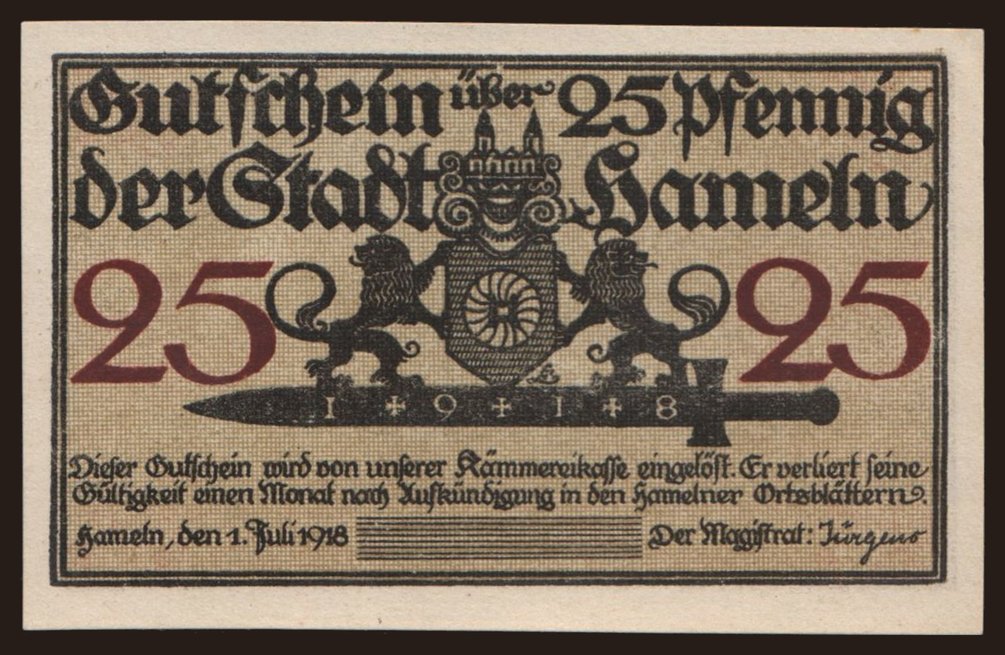 Gutschein über 25 Pfennig
der Stadt Hameln
25 25
1 + 9 + 1 + 8
Dieser Gutschein wird von unserer Kämmereikasse eingelöst. Er verliert seine
Gültigkeit einen Monat nach Aufkündigung in den Hamelner Ortsblättern.
Hameln, den 1. Juli 1918 Der Magistrat: Jürgens